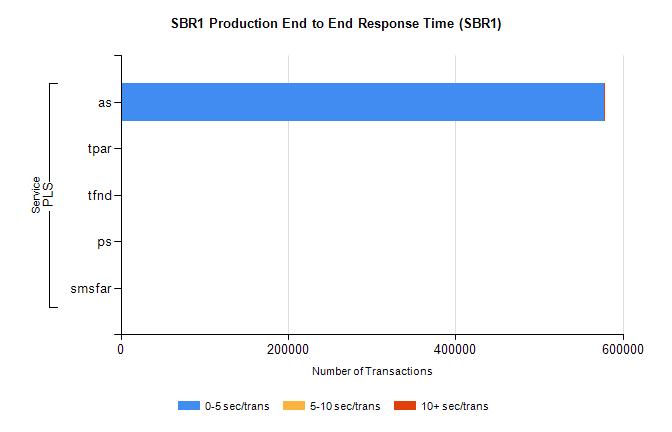 SBR1 Production End to End Response Time (SBR1)
Service
PLS
as
tpar
tfnd
ps
smsfar
0 200000 400000 600000
Number of Transactions
0-5 sec/trans 5-10 sec/trans 10+ sec/trans